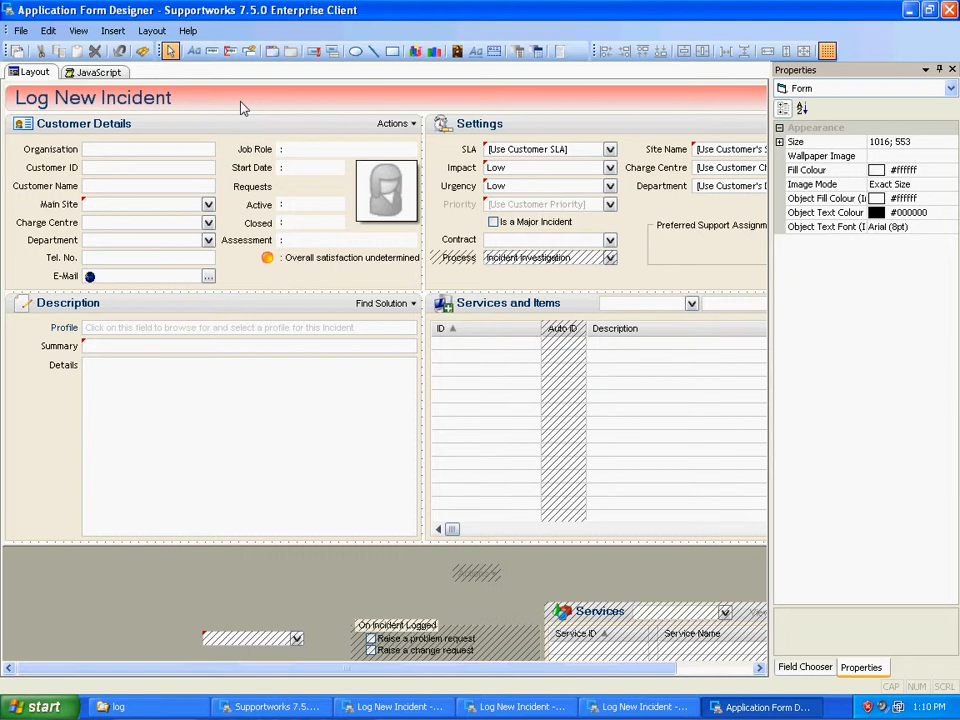 Application Form Designer - Supportworks 7.5.0 Enterprise Client
File Edit View Insert Layout Help
Layout JavaScript
Log New Incident
Customer Details Actions
Organisation Job Role :
Customer ID Start Date :
Customer Name Requests
Main Site Active :
Charge Centre Closed :
Department Assessment :
Tel. No. : Overall satisfaction undetermined
E-Mail ...
Settings
SLA [Use Customer SLA] Site Name [Use Customer's S
Impact Low Charge Centre [Use Customer's C
Urgency Low Department [Use Customer's D
Priority [Use Customer Priority]
Is a Major Incident Preferred Support Assignm
Contract
Process Incident Investigation
Description Find Solution
Profile Click on this field to browse for and select a profile for this Incident
Summary
Details
Services and Items
ID Auto ID Description
On Incident Logged
Raise a problem request
Raise a change request
Services
Service ID Service Name
Properties
Form
Appearance
Size 1016; 553
Wallpaper Image
Fill Colour #ffffff
Image Mode Exact Size
Object Fill Colour (I #ffffff
Object Text Colour #000000
Object Text Font (I Arial (8pt)
Field Chooser Properties
CAP NUM SCRL
start log Supportworks 7.5.... Log New Incident -... Log New Incident -... Log New Incident -... Application Form D... 1:10 PM